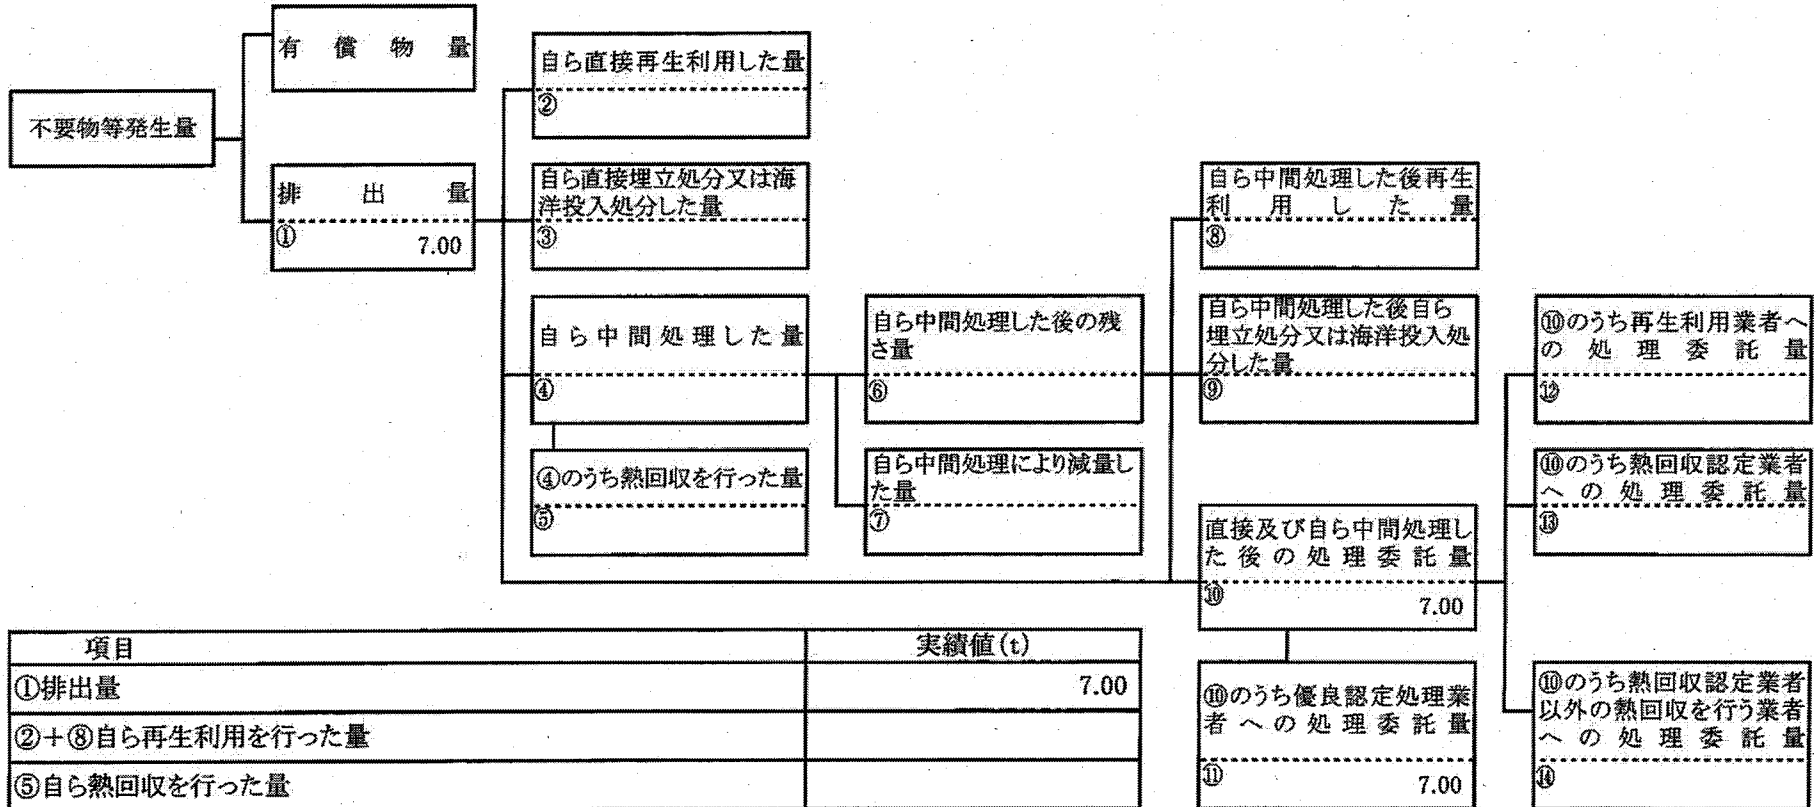 不要物等発生量
有償物量
排出量
① 7.00
自ら直接再生利用した量
②
自ら直接埋立処分又は海
洋投入処分した量
③
自ら中間処理した量
④
④のうち熱回収を行った量
⑤
自ら中間処理した後の残
さ量
⑥
自ら中間処理により減量し
た量
⑦
自ら中間処理した後再生
利用した量
⑧
自ら中間処理した後自ら
埋立処分又は海洋投入処
分した量
⑨
直接及び自ら中間処理し
た後の処理委託量
⑩ 7.00
⑩のうち優良認定処理業
者への処理委託量
⑪ 7.00
⑩のうち再生利用業者へ
の処理委託量
⑫
⑩のうち熱回収認定業者
への処理委託量
⑬
⑩のうち熱回収認定業者
以外の熱回収を行う業者
への処理委託量
⑭
項目 実績値(t)
①排出量 7.00
②+⑧自ら再生利用を行った量
⑤自ら熱回収を行った量